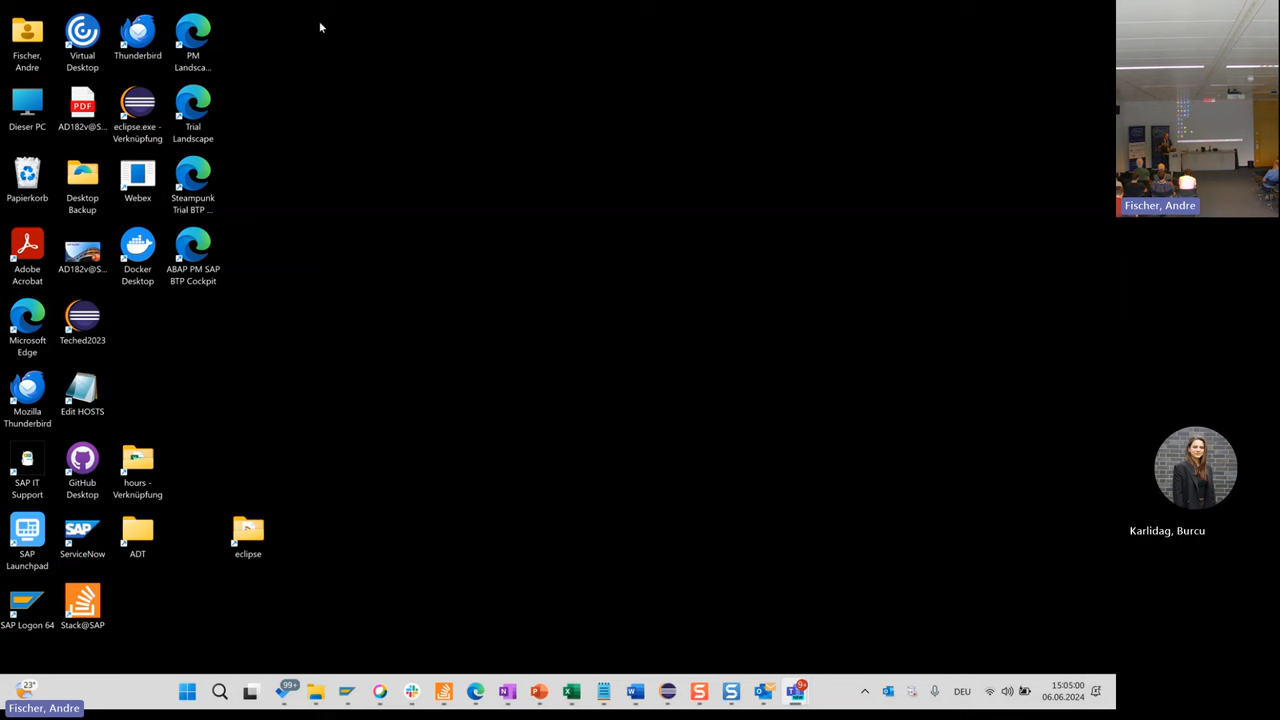 Fischer,
Andre
Virtual
Desktop
Thunderbird
PM
Landsca...
Dieser PC
PDF
AD182v@S...
eclipse.exe -
Verknüpfung
Trial
Landscape
Papierkorb
Desktop
Backup
Webex
Steampunk
Trial BTP ...
Adobe
Acrobat
AD182v@S...
Docker
Desktop
ABAP PM SAP
BTP Cockpit
Microsoft
Edge
Teched2023
Mozilla
Thunderbird
Edit HOSTS
SAP IT
Support
GitHub
Desktop
hours -
Verknüpfung
SAP
Launchpad
SAP
ServiceNow
ADT
eclipse
SAP Logon 64
Stack@SAP
Fischer, Andre
Karlidag, Burcu
23°
99+
9+
DEU
15:05:00
06.06.2024
Fischer, Andre